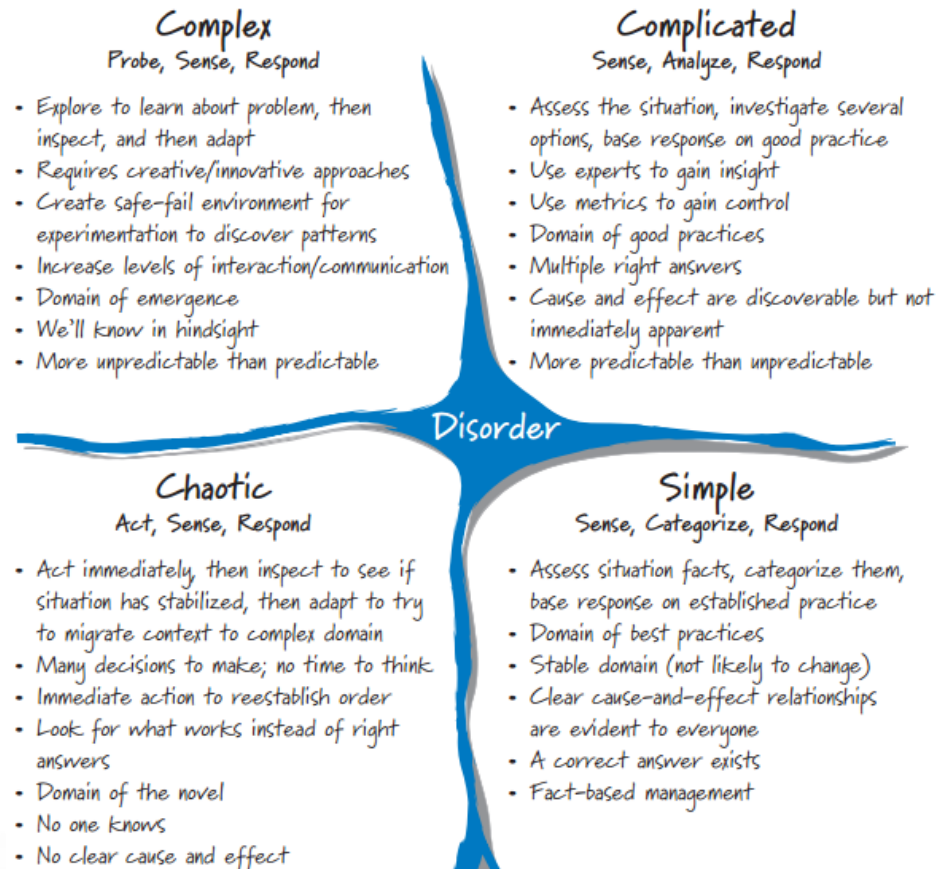 Complex
Probe, Sense, Respond
• Explore to learn about problem, then
inspect, and then adapt
• Requires creative/innovative approaches
• Create safe-fail environment for
experimentation to discover patterns
• Increase levels of interaction/communication
• Domain of emergence
• We'll know in hindsight
• More unpredictable than predictable
Complicated
Sense, Analyze, Respond
• Assess the situation, investigate several
options, base response on good practice
• Use experts to gain insight
• Use metrics to gain control
• Domain of good practices
• Multiple right answers
• Cause and effect are discoverable but not
immediately apparent
• More predictable than unpredictable
Disorder
Chaotic
Act, Sense, Respond
• Act immediately, then inspect to see if
situation has stabilized, then adapt to try
to migrate context to complex domain
• Many decisions to make; no time to think
• Immediate action to reestablish order
• Look for what works instead of right
answers
• Domain of the novel
• No one knows
• No clear cause and effect
Simple
Sense, Categorize, Respond
• Assess situation facts, categorize them,
base response on established practice
• Domain of best practices
• Stable domain (not likely to change)
• Clear cause-and-effect relationships
are evident to everyone
• A correct answer exists
• Fact-based management